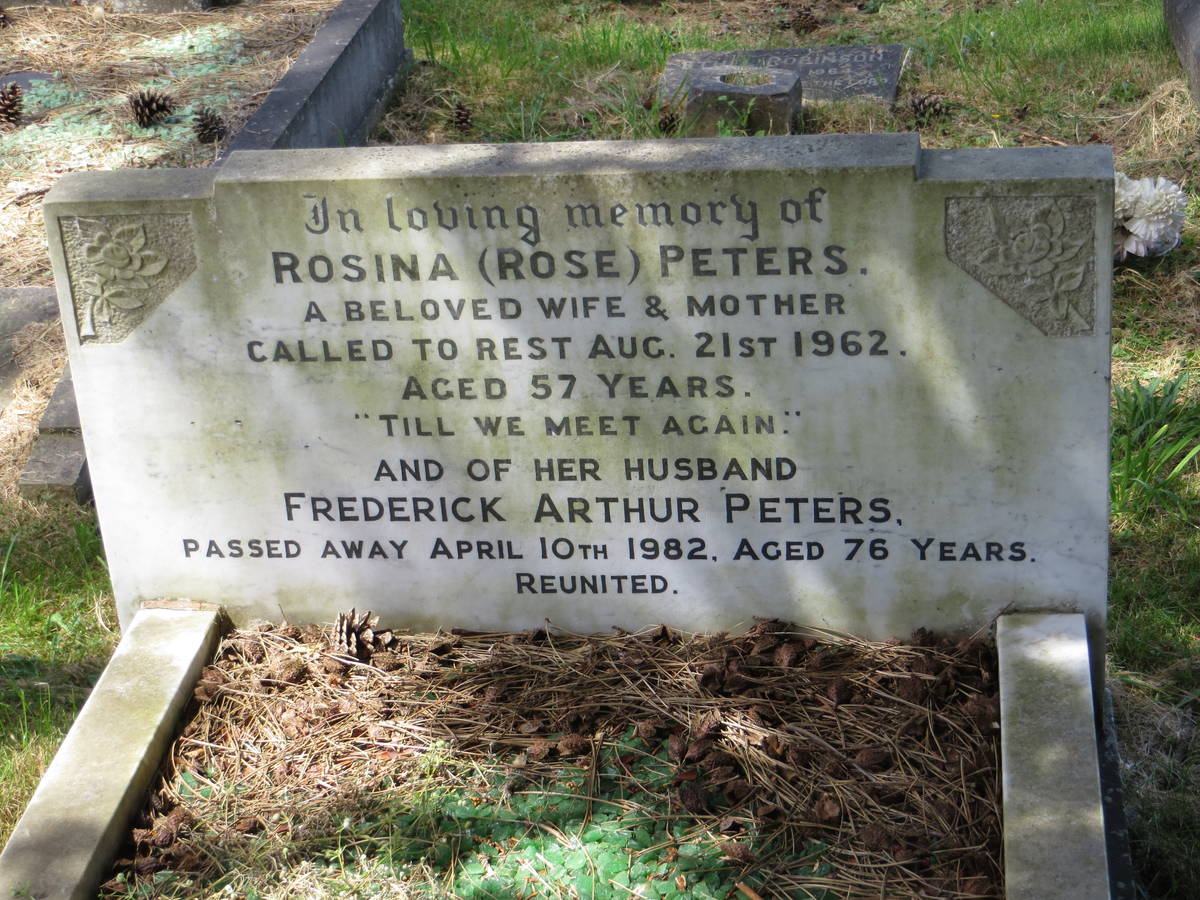 ROBINSON
In loving memory of
ROSINA (ROSE) PETERS.
A BELOVED WIFE & MOTHER
CALLED TO REST AUG. 21ST 1962.
AGED 57 YEARS.
"TILL WE MEET AGAIN."
AND OF HER HUSBAND
FREDERICK ARTHUR PETERS,
PASSED AWAY APRIL 10TH 1982, AGED 76 YEARS.
REUNITED.